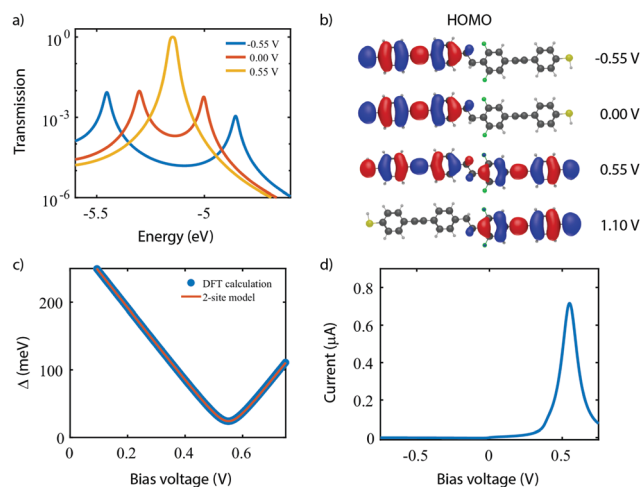 a)
10⁰
10⁻³
10⁻⁶
Transmission
-0.55 V
0.00 V
0.55 V
-5.5
-5
Energy (eV)
b)
HOMO
-0.55 V
0.00 V
0.55 V
1.10 V
c)
200
100
0
Δ (meV)
DFT calculation
2-site model
0
0.2
0.4
0.6
Bias voltage (V)
d)
0.8
0.6
0.4
0.2
0
Current (μA)
-0.5
0
0.5
Bias voltage (V)